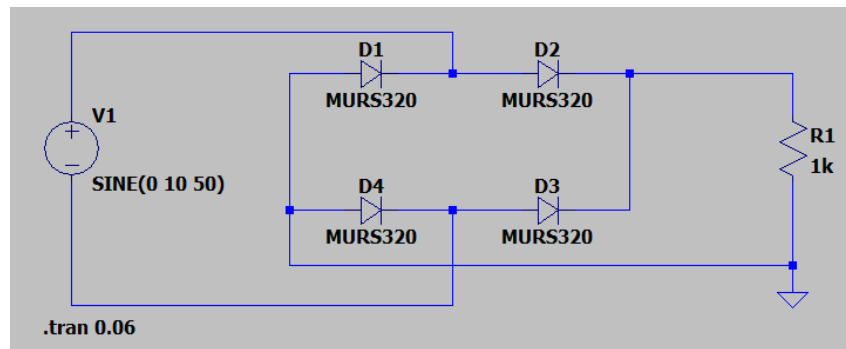 D1
D2
MURS320
MURS320
V1
R1
1k
SINE(0 10 50)
D4
D3
MURS320
MURS320
.tran 0.06